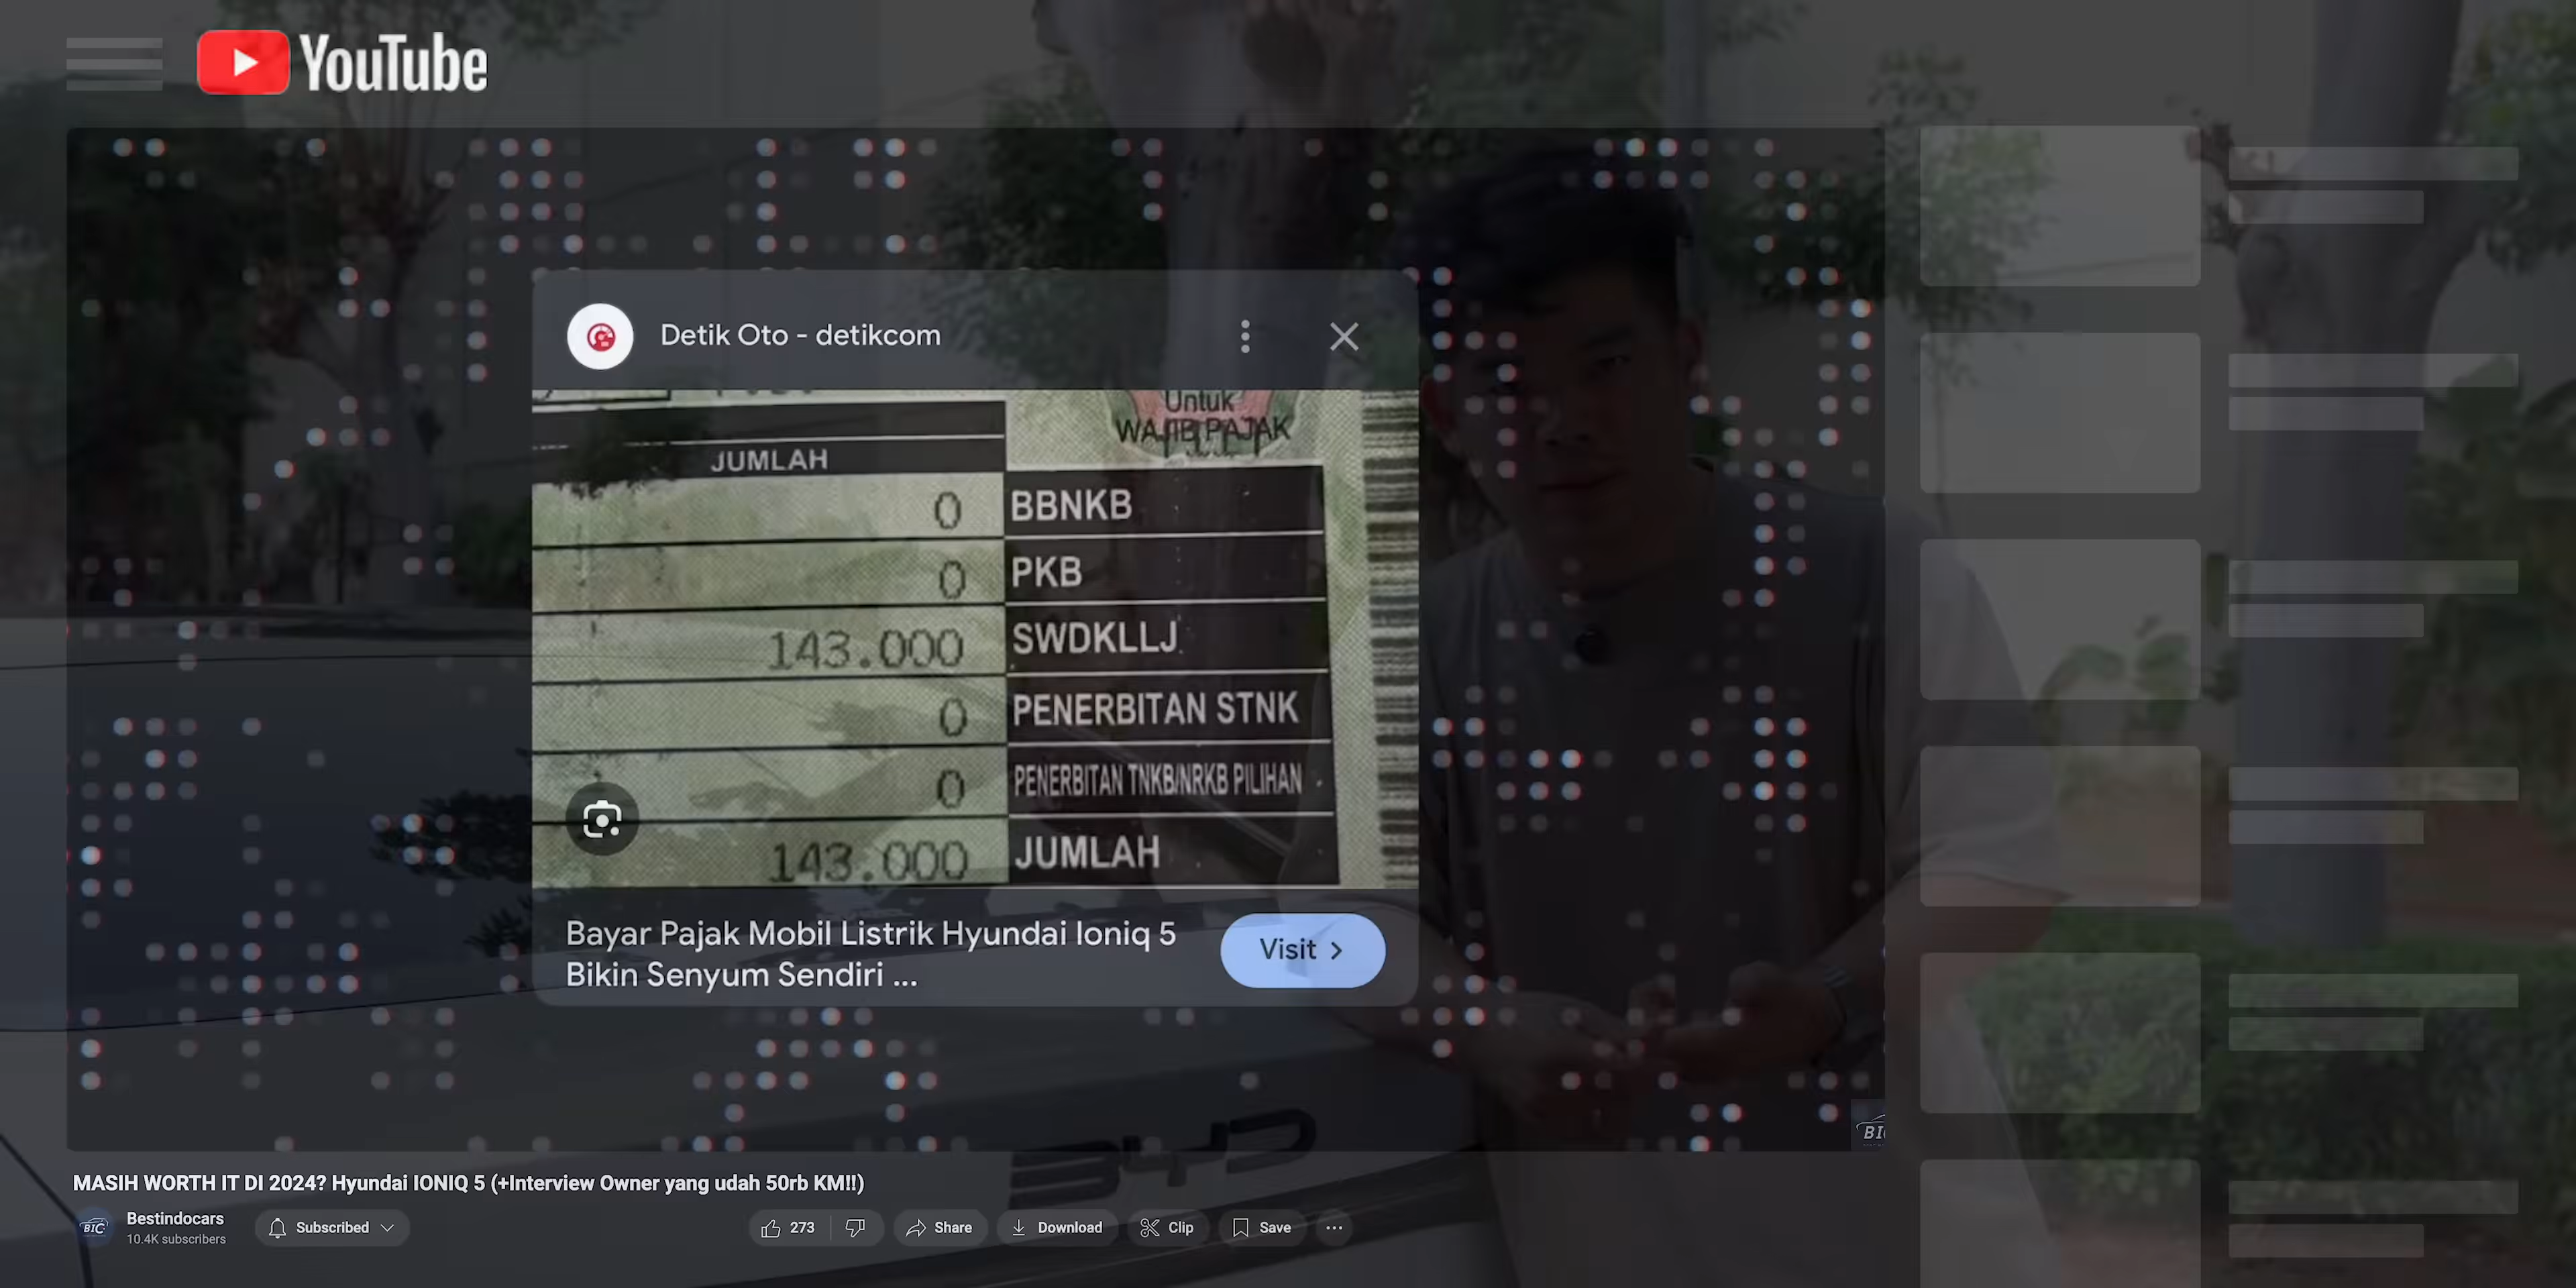 YouTube
Detik Oto - detikcom
Untuk
WAJIB PAJAK
JUMLAH
0 BBNKB
0 PKB
143.000 SWDKLLJ
0 PENERBITAN STNK
0 PENERBITAN TNKB/NRKB PILIHAN
143.000 JUMLAH
Bayar Pajak Mobil Listrik Hyundai Ioniq 5
Bikin Senyum Sendiri ...
Visit
BYD
MASIH WORTH IT DI 2024? Hyundai IONIQ 5 (+Interview Owner yang udah 50rb KM!!)
BIC
Bestindocars
10.4K subscribers
Subscribed
273
Share
Download
Clip
Save